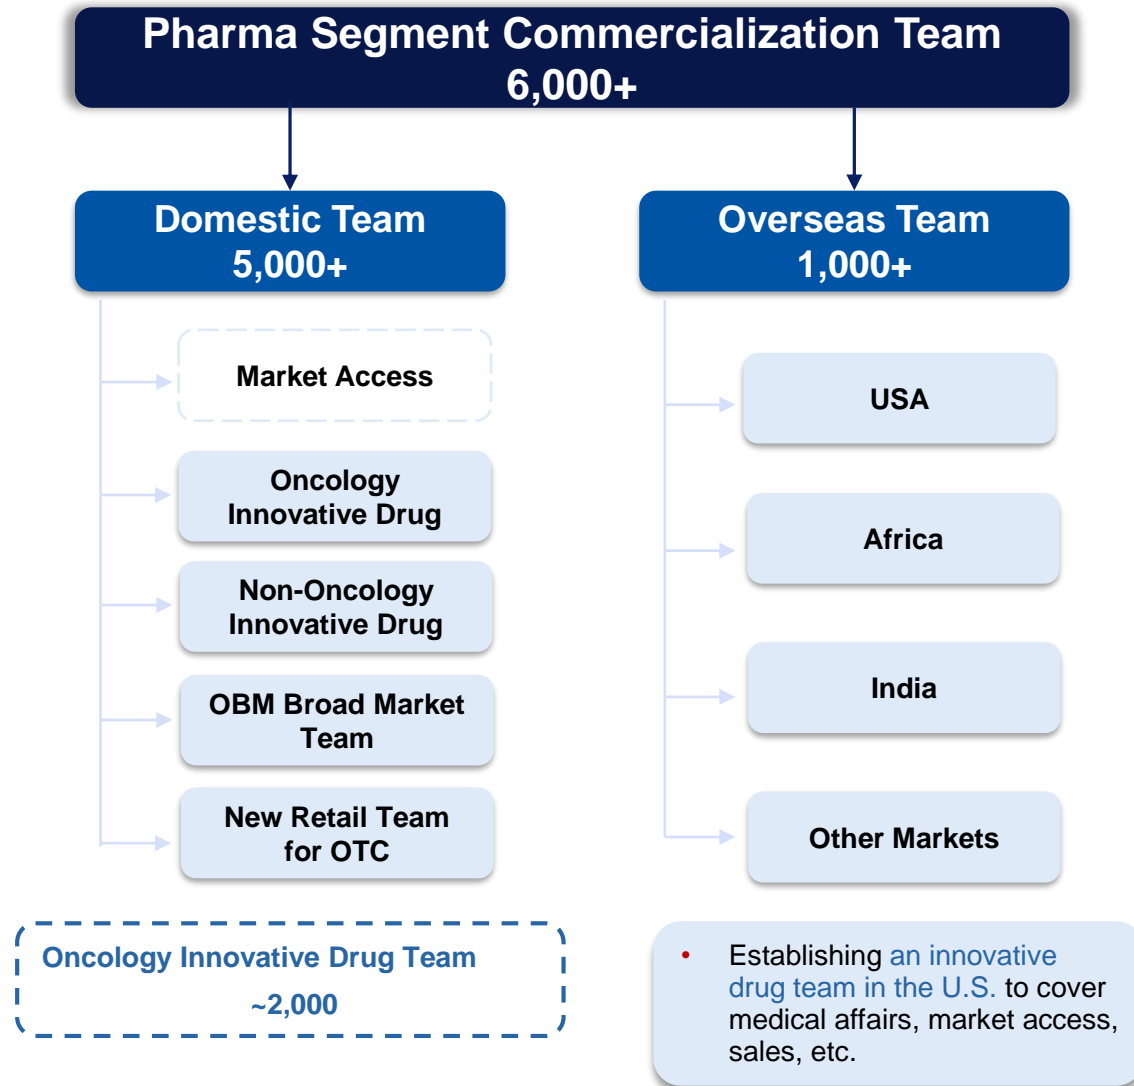 Pharma Segment Commercialization Team
6,000+
Domestic Team
5,000+
Market Access
Oncology
Innovative Drug
Non-Oncology
Innovative Drug
OBM Broad Market
Team
New Retail Team
for OTC
Oncology Innovative Drug Team
~2,000
Overseas Team
1,000+
USA
Africa
India
Other Markets
• Establishing an innovative
drug team in the U.S. to cover
medical affairs, market access,
sales, etc.